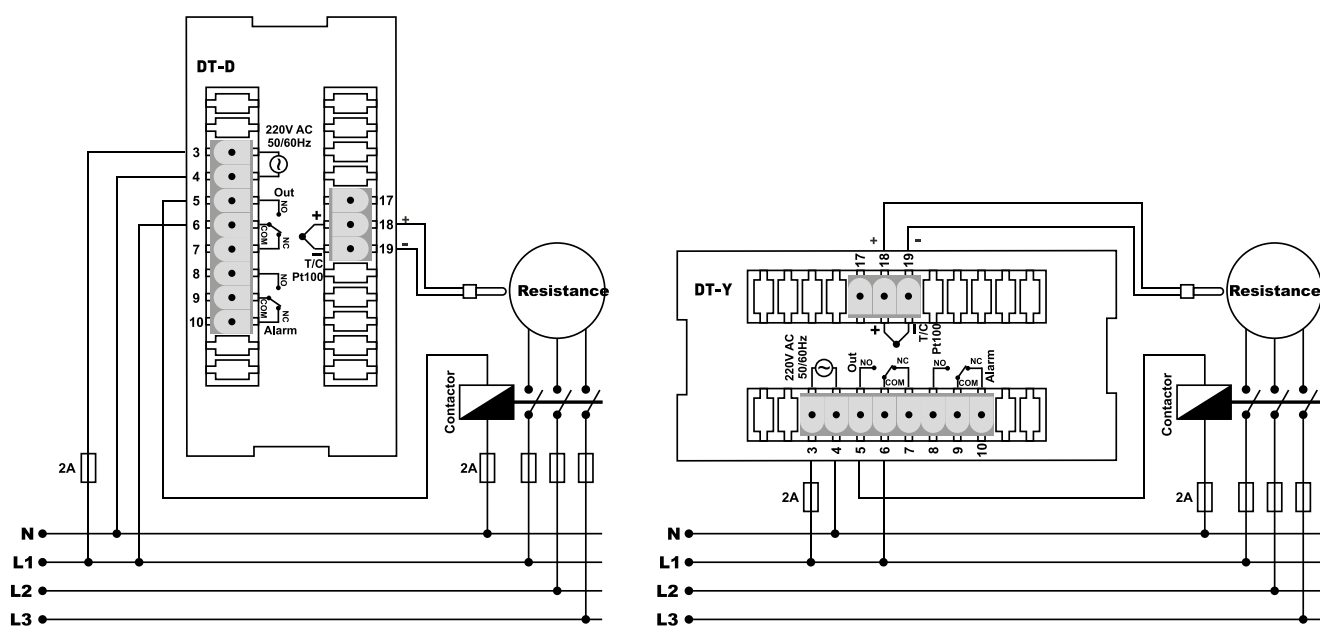 DT-D
220V AC
50/60Hz
3
4
5
6
7
8
9
10
Out
NO
COM
NC
NO
COM
NC
Alarm
+
−
T/C
Pt100
17
18
19
+
-
Resistance
Contactor
2A
2A
N
L1
L2
L3
DT-Y
+
-
17
18
19
+
−
T/C
Pt100
220V AC
50/60Hz
Out
NO
NC
COM
NO
NC
COM
Alarm
3
4
5
6
7
8
9
10
Resistance
Contactor
2A
2A
N
L1
L2
L3